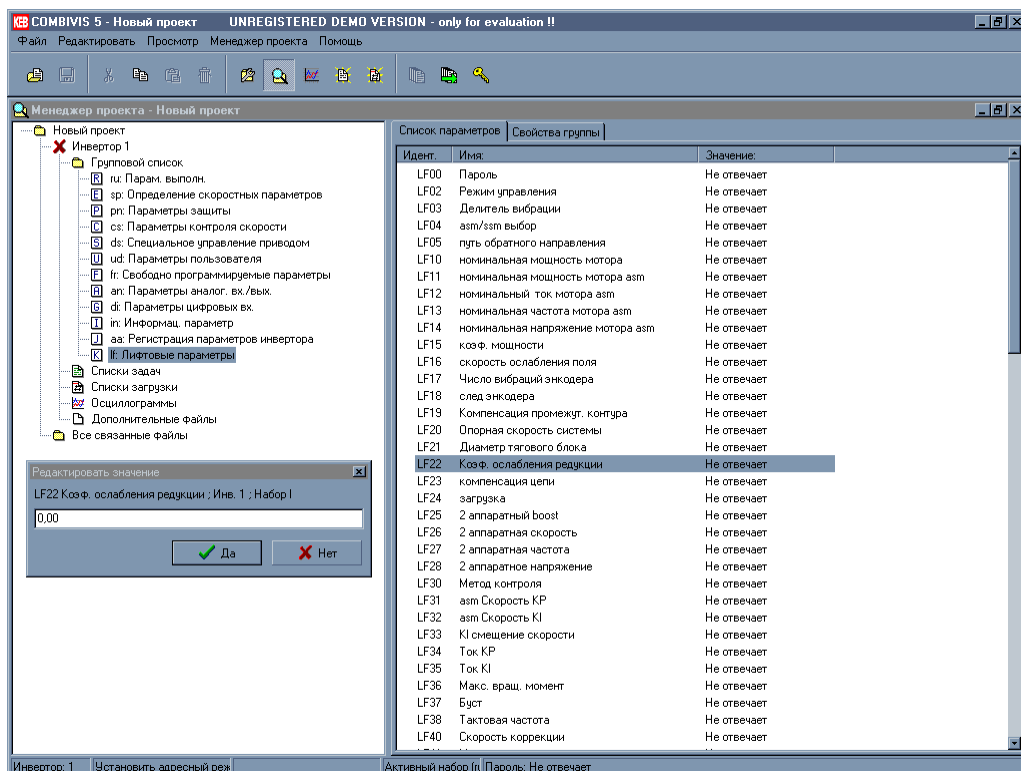 KEB COMBIVIS 5 - Новый проект UNREGISTERED DEMO VERSION - only for evaluation !!
Файл Редактировать Просмотр Менеджер проекта Помощь
Менеджер проекта - Новый проект
Новый проект
Инвертор 1
Групповой список
R ru: Парам. выполн.
E sp: Определение скоростных параметров
P pn: Параметры защиты
C cs: Параметры контроля скорости
S ds: Специальное управление приводом
U ud: Параметры пользователя
F fr: Свободно программируемые параметры
A an: Параметры аналог. вх./вых.
G di: Параметры цифровых вх.
I in: Информац. параметр
J aa: Регистрация параметров инвертора
K lf: Лифтовые параметры
Списки задач
Списки загрузки
Осциллограммы
Дополнительные файлы
Все связанные файлы
Редактировать значение
LF22 Коэф. ослабления редукции ; Инв. 1 ; Набор I
0,00
Да Нет
Список параметров Свойства группы
Идент. Имя: Значение:
LF00 Пароль Не отвечает
LF02 Режим управления Не отвечает
LF03 Делитель вибрации Не отвечает
LF04 asm/ssm выбор Не отвечает
LF05 путь обратного направления Не отвечает
LF10 номинальная мощность мотора Не отвечает
LF11 номинальная мощность мотора asm Не отвечает
LF12 номинальный ток мотора asm Не отвечает
LF13 номинальная частота мотора asm Не отвечает
LF14 номинальная напряжение мотора asm Не отвечает
LF15 коэф. мощности Не отвечает
LF16 скорость ослабления поля Не отвечает
LF17 Число вибраций энкодера Не отвечает
LF18 след энкодера Не отвечает
LF19 Компенсация промежут. контура Не отвечает
LF20 Опорная скорость системы Не отвечает
LF21 Диаметр тягового блока Не отвечает
LF22 Коэф. ослабления редукции Не отвечает
LF23 компенсация цепи Не отвечает
LF24 загрузка Не отвечает
LF25 2 аппаратный boost Не отвечает
LF26 2 аппаратная скорость Не отвечает
LF27 2 аппаратная частота Не отвечает
LF28 2 аппаратное напряжение Не отвечает
LF30 Метод контроля Не отвечает
LF31 asm Скорость KP Не отвечает
LF32 asm Скорость KI Не отвечает
LF33 KI смещение скорости Не отвечает
LF34 Ток KP Не отвечает
LF35 Ток KI Не отвечает
LF36 Макс. вращ. момент Не отвечает
LF37 Буст Не отвечает
LF38 Тактовая частота Не отвечает
LF40 Скорость коррекции Не отвечает
Инвертор: 1 Установить адресный реж Активный набор (ru Пароль: Не отвечает